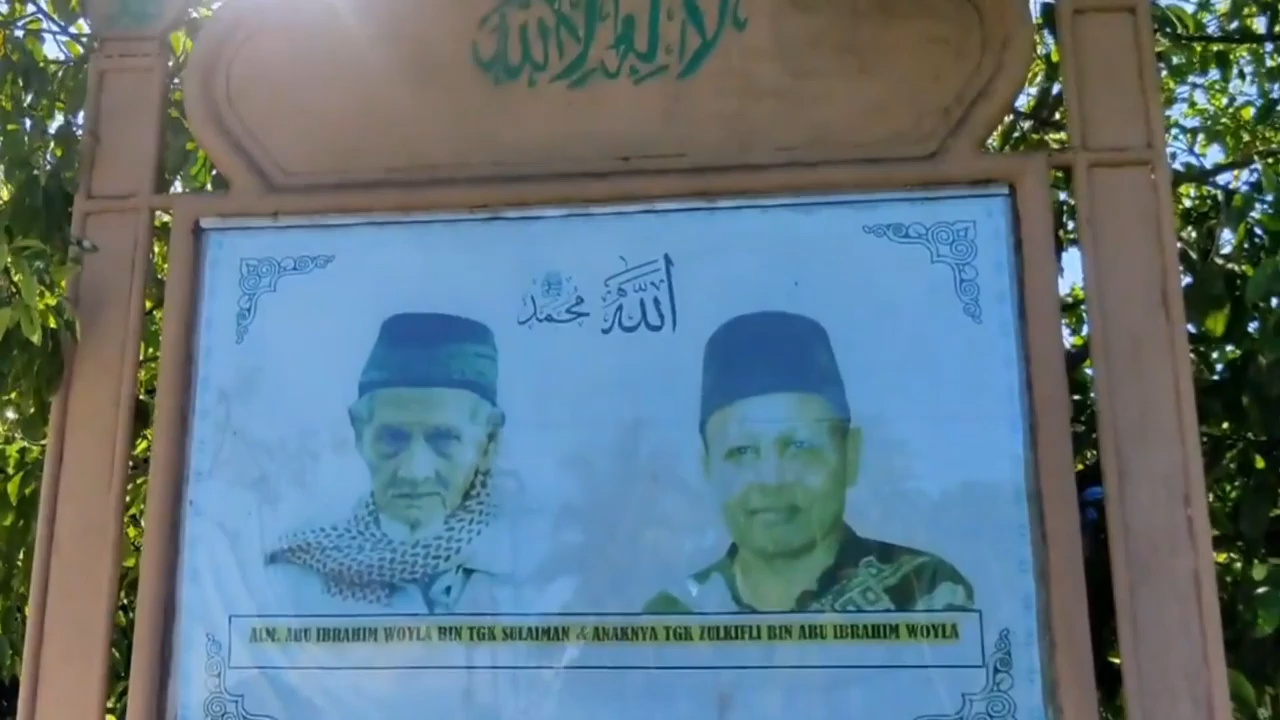 لا إله إلا الله
الله محمد
ALM. ABU IBRAHIM WOYLA BIN TGK SULAIMAN & ANAKNYA TGK ZULKIFLI BIN ABU IBRAHIM WOYLA